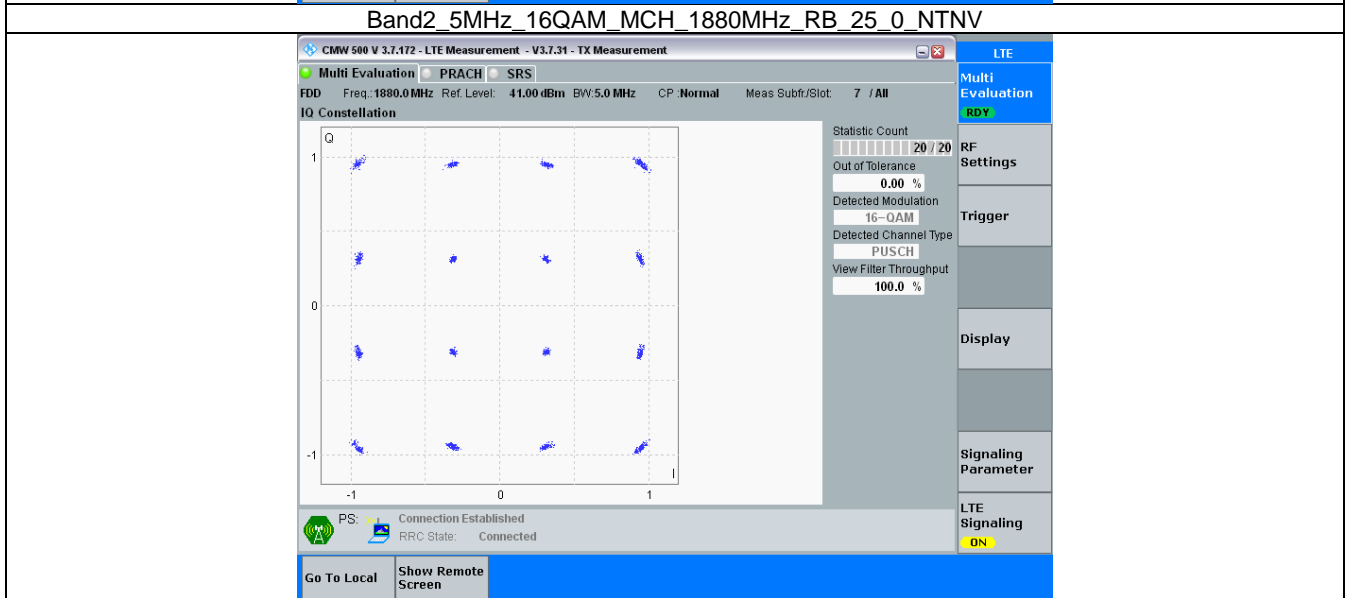 Band2_5MHz_16QAM_MCH_1880MHz_RB_25_0_NTNV
CMW 500 V 3.7.172 - LTE Measurement - V3.7.31 - TX Measurement
LTE
Multi Evaluation PRACH SRS
Multi
Evaluation
RDY
FDD Freq.:1880.0 MHz Ref. Level: 41.00 dBm BW:5.0 MHz CP :Normal Meas Subfr./Slot: 7 / All
IQ Constellation
Q
1
0
-1
I
-1 0 1
Statistic Count
20 / 20
Out of Tolerance
0.00 %
Detected Modulation
16-QAM
Detected Channel Type
PUSCH
View Filter Throughput
100.0 %
RF
Settings
Trigger
Display
Signaling
Parameter
LTE
Signaling
ON
PS: Connection Established
RRC State: Connected
Go To Local
Show Remote
Screen